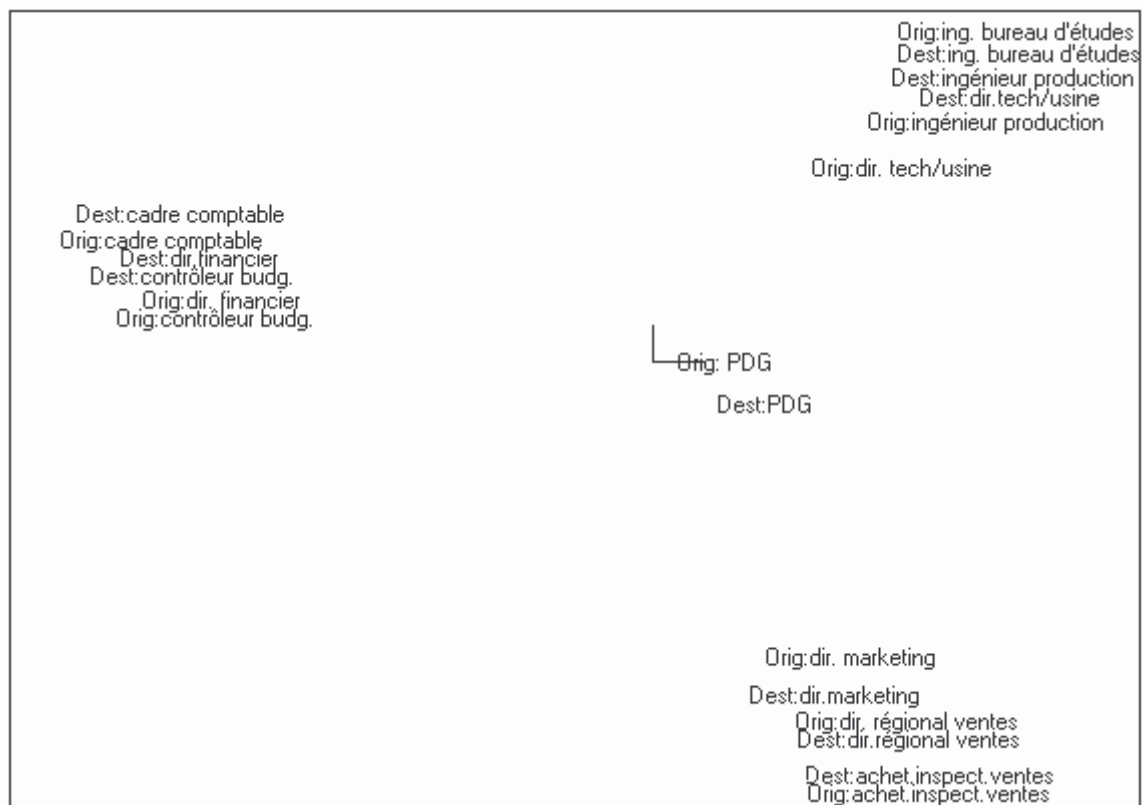 Orig:ing. bureau d'études
Dest:ing. bureau d'études
Dest:ingénieur production
Dest:dir.tech/usine
Orig:ingénieur production
Orig:dir. tech/usine
Dest:cadre comptable
Orig:cadre comptable
Dest:dir.financier
Dest:contrôleur budg.
Orig:dir. financier
Orig:contrôleur budg.
Orig: PDG
Dest:PDG
Orig:dir. marketing
Dest:dir.marketing
Orig:dir. régional ventes
Dest:dir.régional ventes
Dest:achet.inspect.ventes
Orig:achet.inspect.ventes